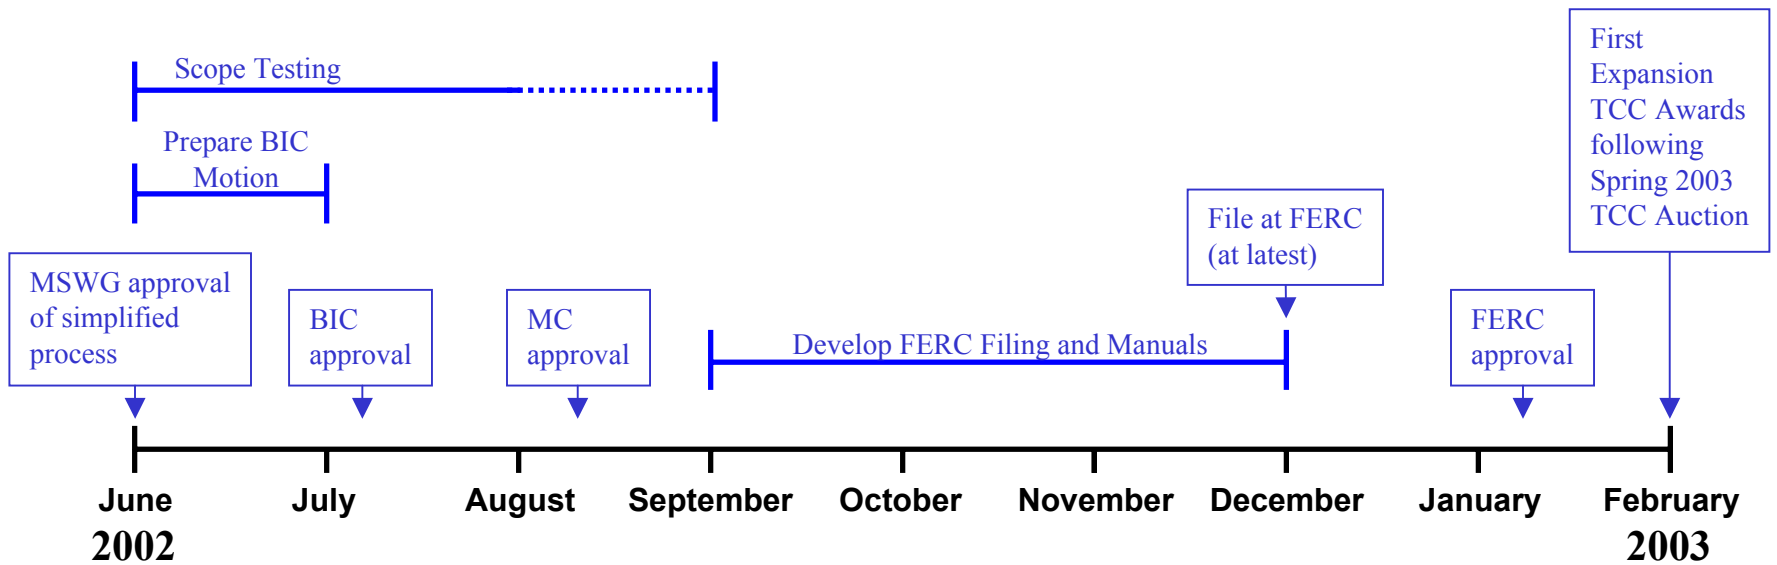 Scope Testing
Prepare BIC
Motion
MSWG approval
of simplified
process
BIC
approval
MC
approval
Develop FERC Filing and Manuals
File at FERC
(at latest)
FERC
approval
First
Expansion
TCC Awards
following
Spring 2003
TCC Auction
June
2002
July
August
September
October
November
December
January
February
2003